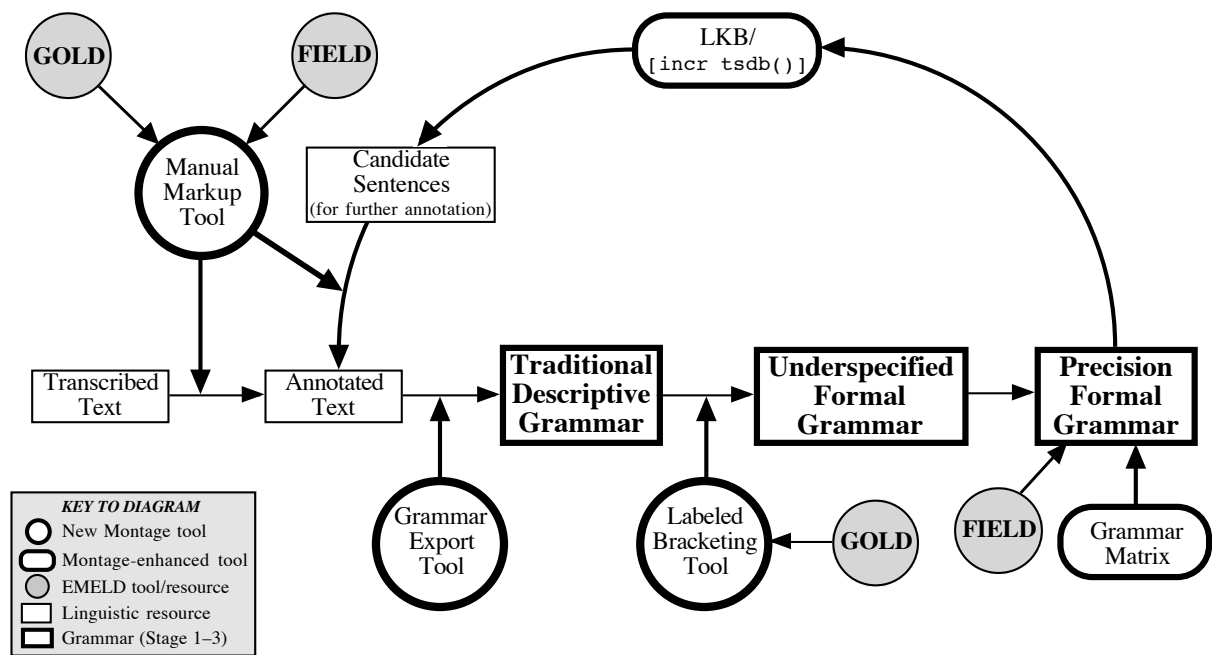 GOLD
FIELD
LKB/
[incr tsdb()]
Manual
Markup
Tool
Candidate
Sentences
(for further annotation)
Transcribed
Text
Annotated
Text
Traditional
Descriptive
Grammar
Underspecified
Formal
Grammar
Precision
Formal
Grammar
Grammar
Export
Tool
Labeled
Bracketing
Tool
GOLD
FIELD
Grammar
Matrix
KEY TO DIAGRAM
New Montage tool
Montage-enhanced tool
EMELD tool/resource
Linguistic resource
Grammar (Stage 1–3)